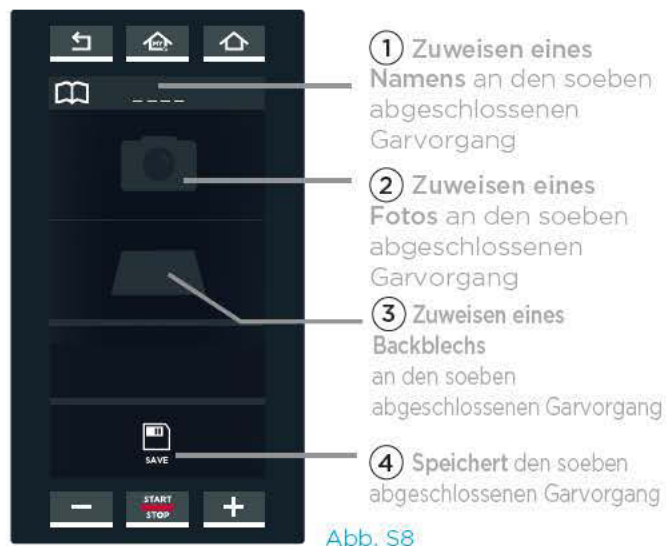 MY
_ _ _ _
SAVE
−
START
STOP
+
1 Zuweisen eines
Namens an den soeben
abgeschlossenen
Garvorgang
2 Zuweisen eines
Fotos an den soeben
abgeschlossenen
Garvorgang
3 Zuweisen eines
Backblechs
an den soeben
abgeschlossenen Garvorgang
4 Speichert den soeben
abgeschlossenen Garvorgang
Abb. S8